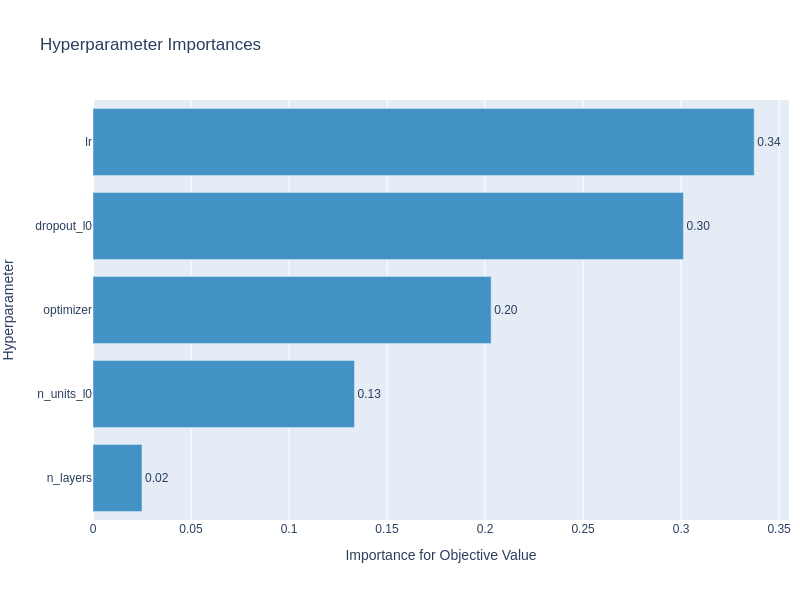 Hyperparameter Importances
lr
0.34
dropout_l0
0.30
optimizer
0.20
n_units_l0
0.13
n_layers
0.02
Hyperparameter
0
0.05
0.1
0.15
0.2
0.25
0.3
0.35
Importance for Objective Value